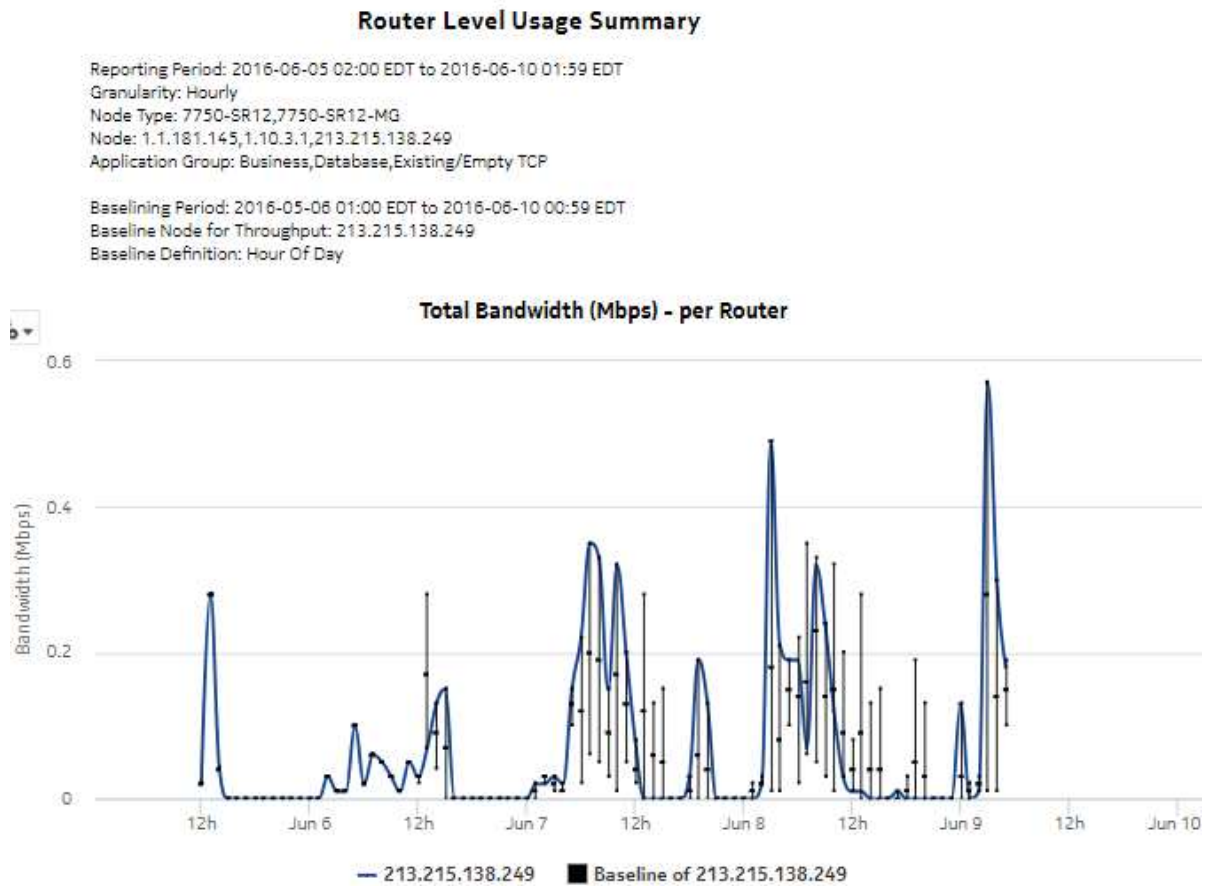 Router Level Usage Summary
Reporting Period: 2016-06-05 02:00 EDT to 2016-06-10 01:59 EDT
Granularity: Hourly
Node Type: 7750-SR12,7750-SR12-MG
Node: 1.1.181.145,1.10.3.1,213.215.138.249
Application Group: Business,Database,Existing/Empty TCP
Baselining Period: 2016-05-06 01:00 EDT to 2016-06-10 00:59 EDT
Baseline Node for Throughput: 213.215.138.249
Baseline Definition: Hour Of Day
Total Bandwidth (Mbps) - per Router
0.6
0.4
0.2
0
Bandwidth (Mbps)
12h Jun 6 12h Jun 7 12h Jun 8 12h Jun 9 12h Jun 10
213.215.138.249 Baseline of 213.215.138.249